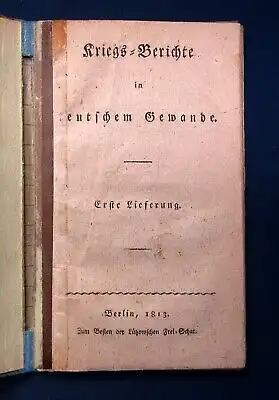 Kriegs=Berichte
in
eutschem Gewande.
Erste Lieferung.
Berlin, 1813.
Zum Besten der Lützowschen Frei=Schar.